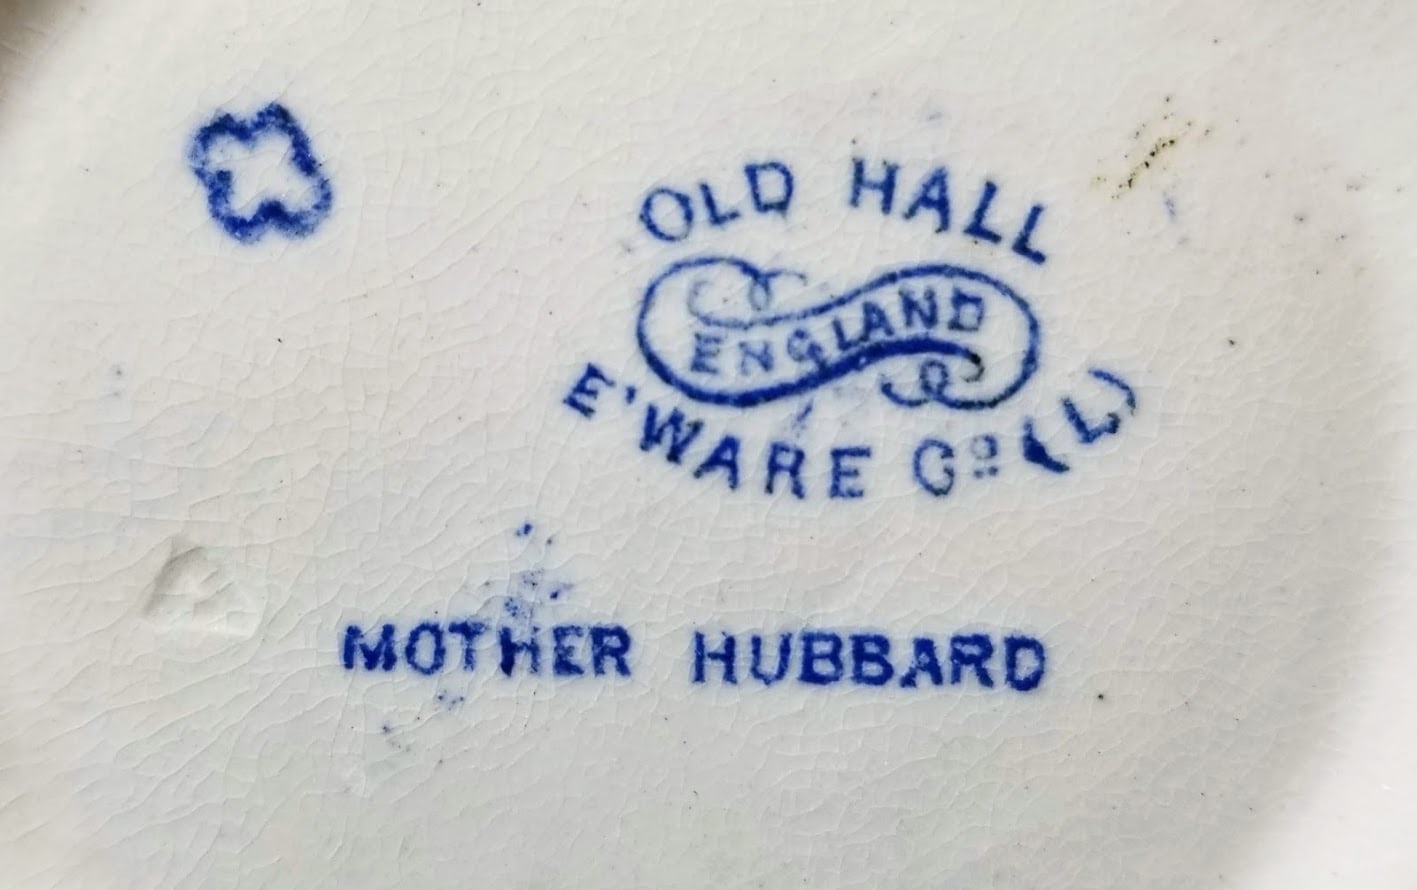 OLD HALL
ENGLAND
E'WARE Co (L)
MOTHER HUBBARD